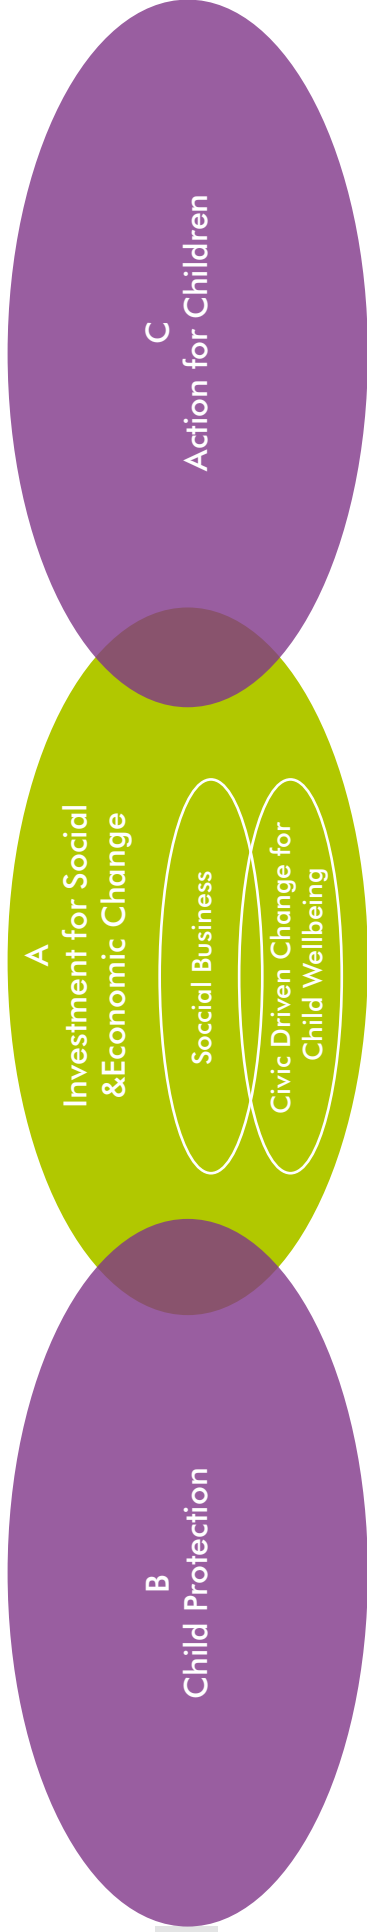 B
Child Protection
A
Investment for Social
&Economic Change
Soccial Business
Civic Driven Change for
Child Wellbeing
C
Action for Children